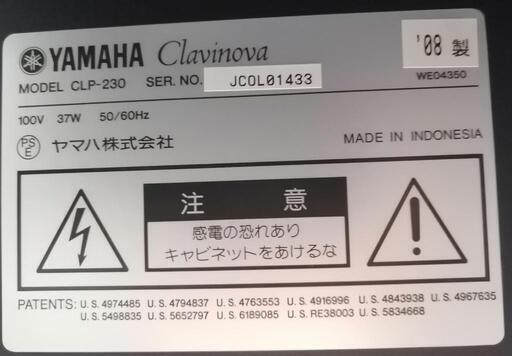 YAMAHA Clavinova '08 製
MODEL CLP-230 SER. NO. JCOL01433 WE04350
100V 37W 50/60Hz
PS E ヤマハ株式会社 MADE IN INDONESIA
注意
感電の恐れあり
キャビネットをあけるな
PATENTS: U.S. 4974485 U.S. 4794837 U.S. 4763553 U.S. 4916996 U.S. 4843938 U.S. 4967635
U.S. 5498835 U.S. 5652797 U.S. 6189085 U.S. RE38003 U.S. 5834668